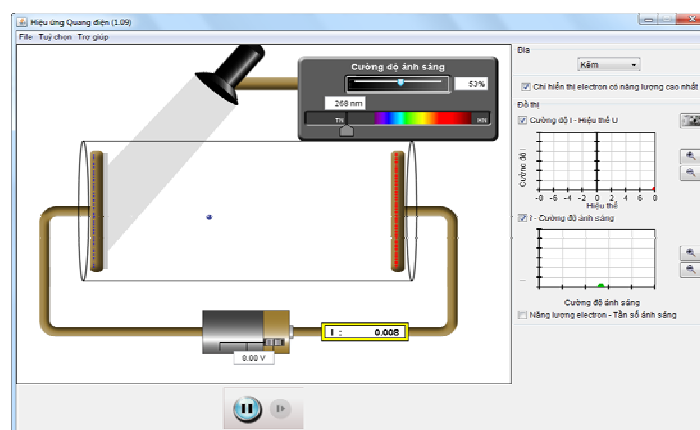 Hiệu ứng Quang điện (1.09)
File Tuỳ chọn Trợ giúp
Cường độ ánh sáng
53%
268 nm
TN
HN
I : 0.008
8.00 V
Đĩa
Kẽm
Chỉ hiển thị electron có năng lượng cao nhất
Đồ thị
Cường độ I - Hiệu thế U
Cường độ I
-8 -6 -4 -2 0 2 4 6 8
Hiệu thế
I - Cường độ ánh sáng
I
Cường độ ánh sáng
Năng lượng electron - Tần số ánh sáng